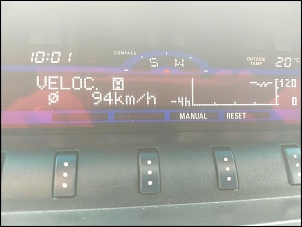 10:01 COMPASS S W OUTSIDE TEMP 20°C
VELOC. M 120
Ø 94km/h -4h 0
MANUAL RESET